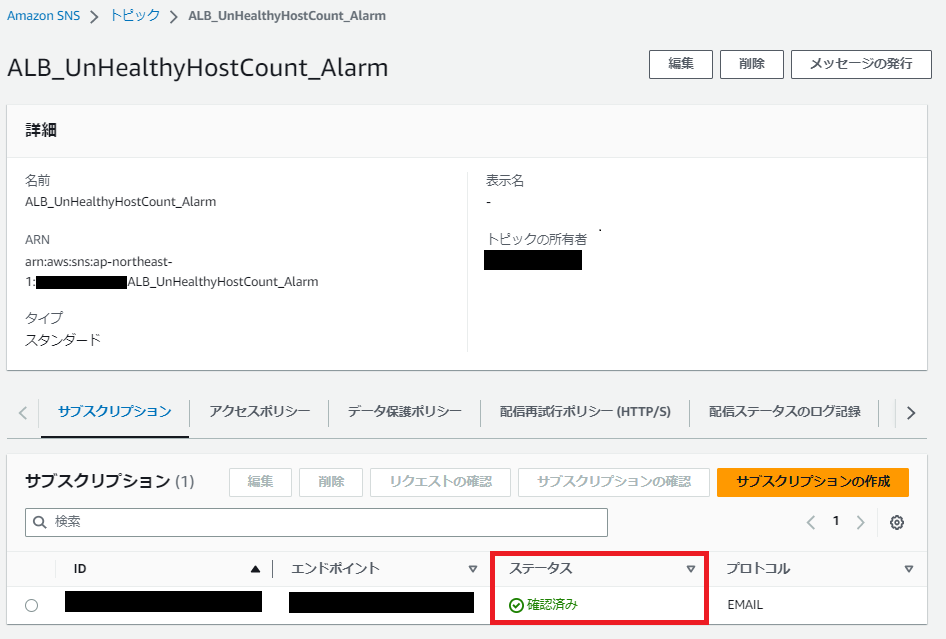 Amazon SNS > トピック > ALB_UnHealthyHostCount_Alarm
ALB_UnHealthyHostCount_Alarm
編集 削除 メッセージの発行
詳細
名前
ALB_UnHealthyHostCount_Alarm
ARN
arn:aws:sns:ap-northeast-
1: ALB_UnHealthyHostCount_Alarm
タイプ
スタンダード
表示名
-
トピックの所有者
サブスクリプション アクセスポリシー データ保護ポリシー 配信再試行ポリシー (HTTP/S) 配信ステータスのログ記録
サブスクリプション (1) 編集 削除 リクエストの確認 サブスクリプションの確認 サブスクリプションの作成
検索 1
ID エンドポイント ステータス プロトコル
確認済み EMAIL